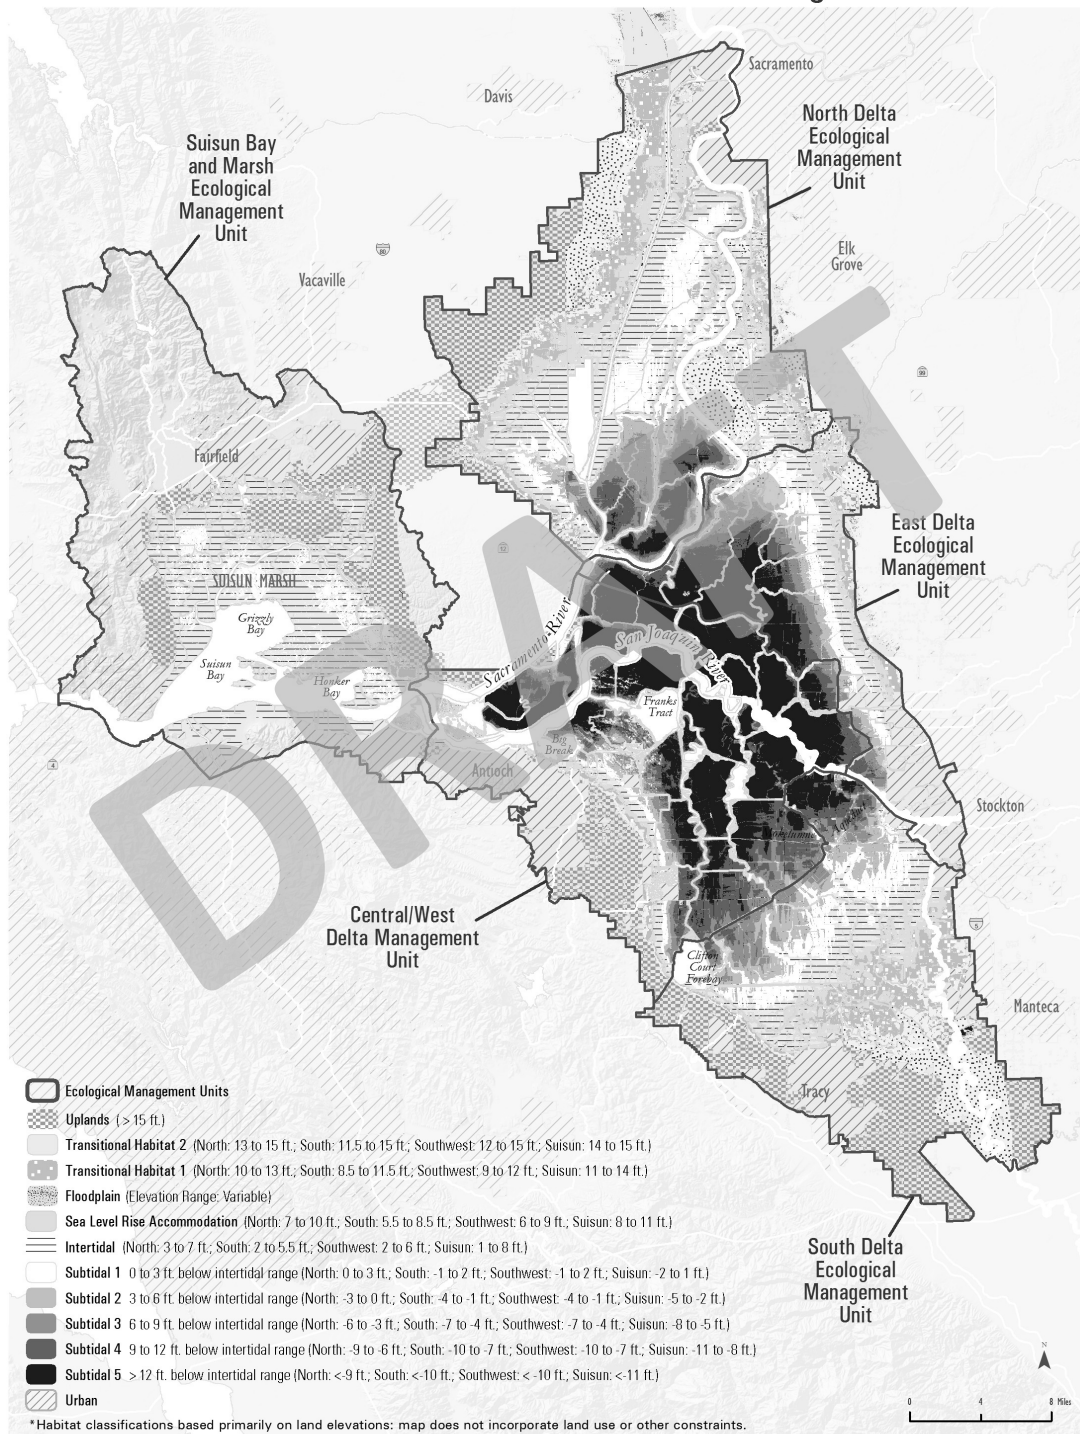 Sacramento
Davis
North Delta
Ecological
Management
Unit
Suisun Bay
and Marsh
Ecological
Management
Unit
80
Elk
Grove
Vacaville
99
Fairfield
12
East Delta
Ecological
Management
Unit
SUISUN MARSH
Grizzly
Bay
Suisun
Bay
Honker
Bay
Sacramento River
San Joaquin River
Franks
Tract
Big
Break
4
Antioch
Stockton
DRAFT
Central/West
Delta Management
Unit
5
Clifton
Court
Forebay
Manteca
Tracy
South Delta
Ecological
Management
Unit
Ecological Management Units
Uplands ( > 15 ft.)
Transitional Habitat 2 (North: 13 to 15 ft.; South: 11.5 to 15 ft.; Southwest: 12 to 15 ft.; Suisun: 14 to 15 ft.)
Transitional Habitat 1 (North: 10 to 13 ft.; South: 8.5 to 11.5 ft.; Southwest: 9 to 12 ft.; Suisun: 11 to 14 ft.)
Floodplain (Elevation Range: Variable)
Sea Level Rise Accommodation (North: 7 to 10 ft.; South: 5.5 to 8.5 ft.; Southwest: 6 to 9 ft.; Suisun: 8 to 11 ft.)
Intertidal (North: 3 to 7 ft.; South: 2 to 5.5 ft.; Southwest: 2 to 6 ft.; Suisun: 1 to 8 ft.)
Subtidal 1 0 to 3 ft. below intertidal range (North: 0 to 3 ft.; South: -1 to 2 ft.; Southwest: -1 to 2 ft.; Suisun: -2 to 1 ft.)
Subtidal 2 3 to 6 ft. below intertidal range (North: -3 to 0 ft.; South: -4 to -1 ft.; Southwest: -4 to -1 ft.; Suisun: -5 to -2 ft.)
Subtidal 3 6 to 9 ft. below intertidal range (North: -6 to -3 ft.; South: -7 to -4 ft.; Southwest: -7 to -4 ft.; Suisun: -8 to -5 ft.)
Subtidal 4 9 to 12 ft. below intertidal range (North: -9 to -6 ft.; South: -10 to -7 ft.; Southwest: -10 to -7 ft.; Suisun: -11 to -8 ft.)
Subtidal 5 > 12 ft. below intertidal range (North: <-9 ft.; South: <-10 ft.; Southwest: < -10 ft.; Suisun: <-11 ft.)
Urban
*Habitat classifications based primarily on land elevations: map does not incorporate land use or other constraints.
N
0 4 8 Miles